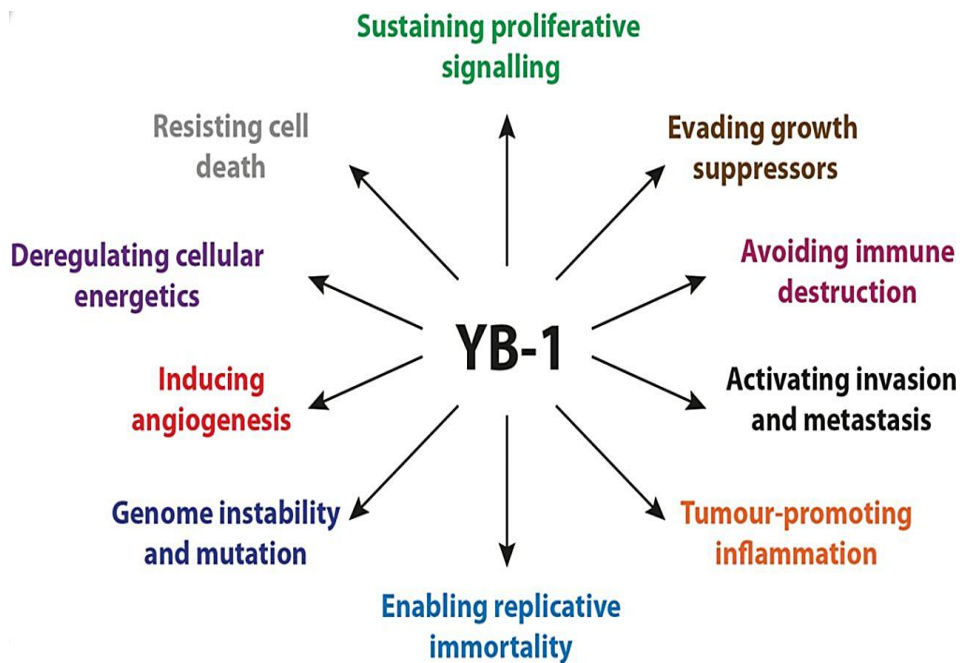 Sustaining proliferative
signalling
Resisting cell
death
Evading growth
suppressors
Deregulating cellular
energetics
Avoiding immune
destruction
YB-1
Inducing
angiogenesis
Activating invasion
and metastasis
Genome instability
and mutation
Tumour-promoting
inflammation
Enabling replicative
immortality